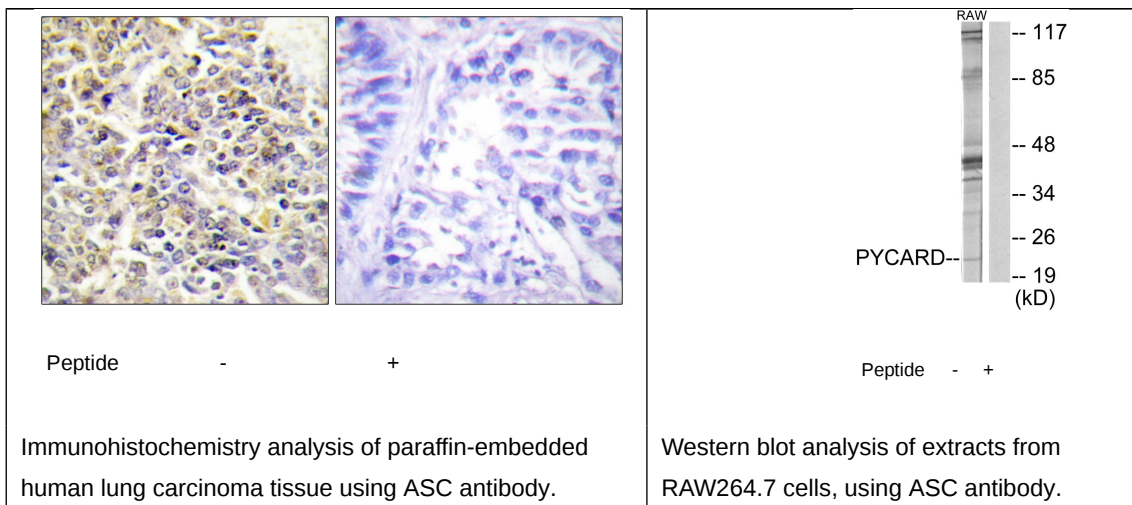 Peptide - +
Immunohistochemistry analysis of paraffin-embedded
human lung carcinoma tissue using ASC antibody.
RAW
-- 117
-- 85
-- 48
-- 34
-- 26
PYCARD--
-- 19
(kD)
Peptide - +
Western blot analysis of extracts from
RAW264.7 cells, using ASC antibody.